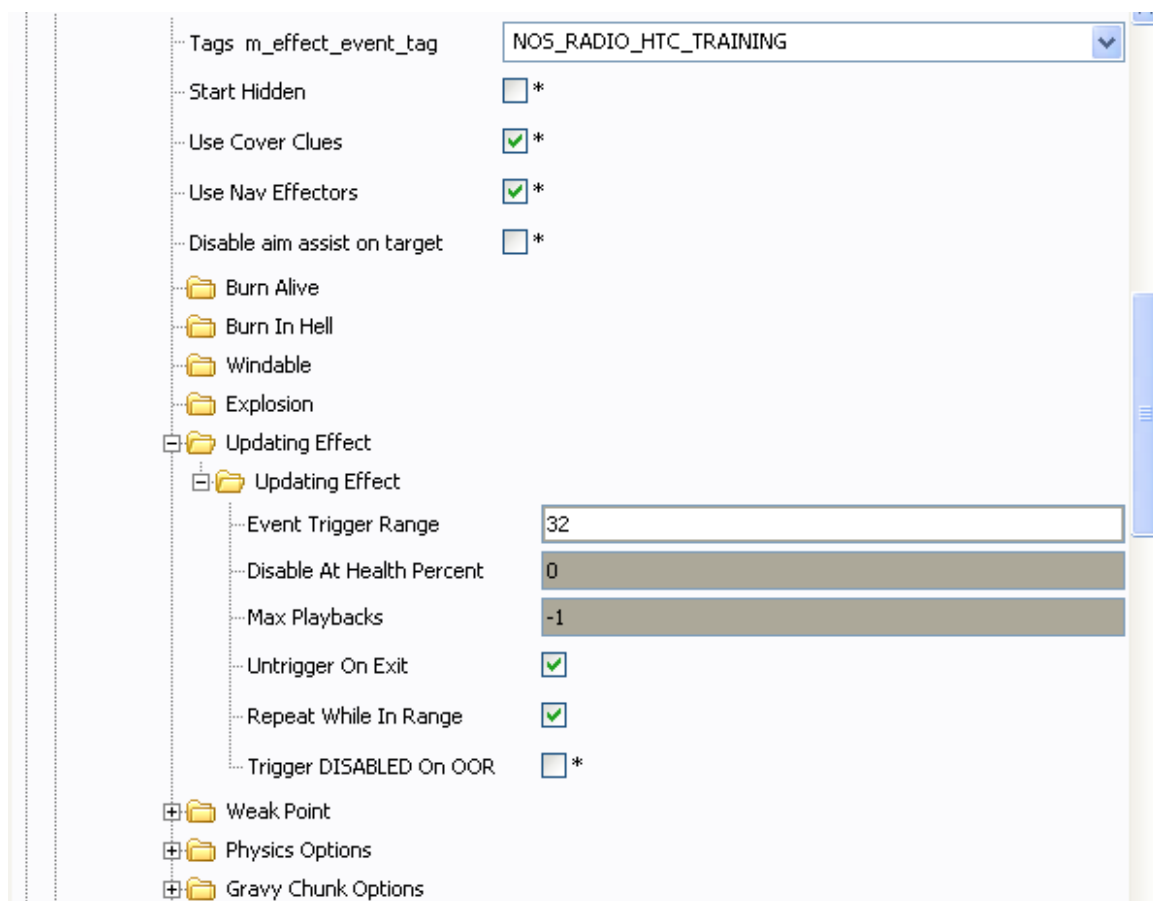 Tags m_effect_event_tag NOS_RADIO_HTC_TRAINING
Start Hidden *
Use Cover Clues *
Use Nav Effectors *
Disable aim assist on target *
Burn Alive
Burn In Hell
Windable
Explosion
Updating Effect
Updating Effect
Event Trigger Range 32
Disable At Health Percent 0
Max Playbacks -1
Untrigger On Exit
Repeat While In Range
Trigger DISABLED On OOR *
Weak Point
Physics Options
Gravy Chunk Options